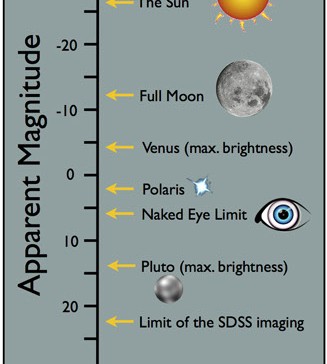 The Sun
-20
Full Moon
-10
Venus (max. brightness)
0
Polaris
Naked Eye Limit
10
Pluto (max. brightness)
20
Limit of the SDSS imaging
Apparent Magnitude